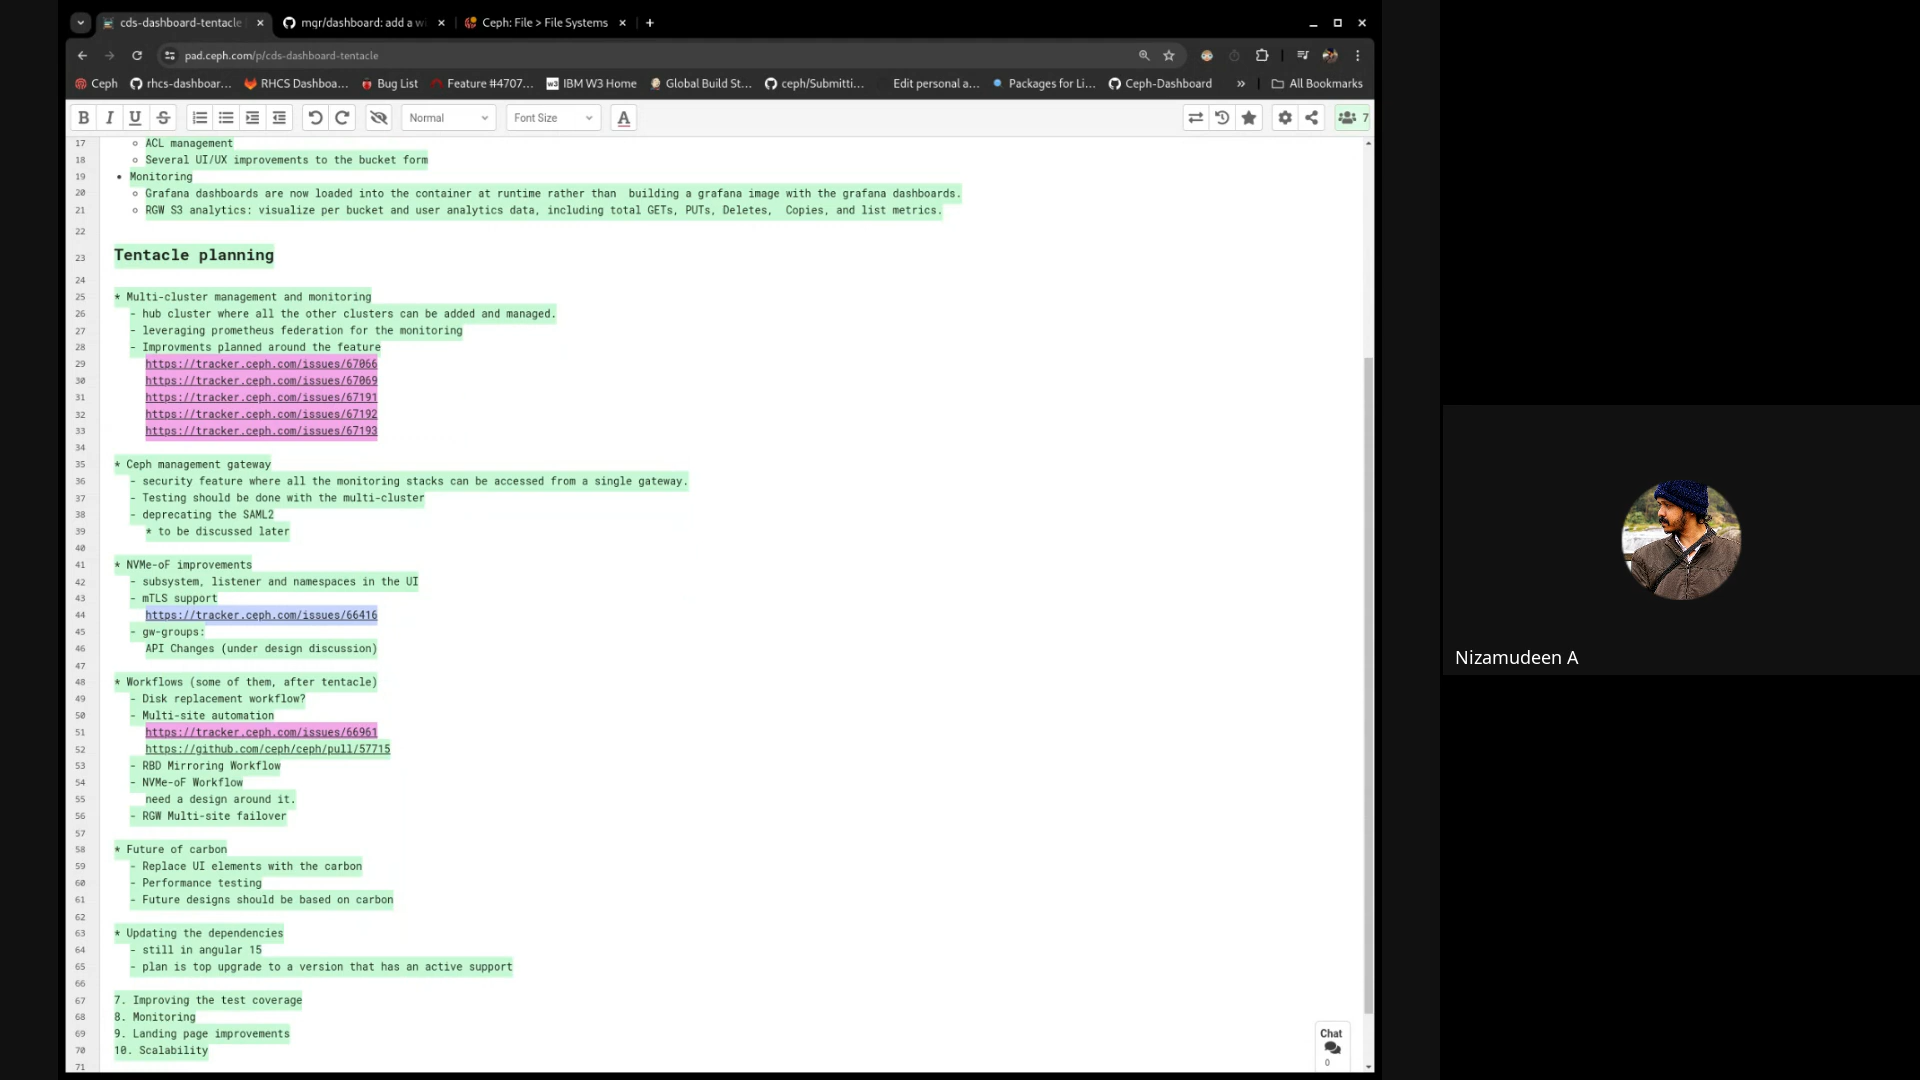 cds-dashboard-tentacle
mgr/dashboard: add a wi
Ceph: File > File Systems
pad.ceph.com/p/cds-dashboard-tentacle
Ceph
rhcs-dashboar...
RHCS Dashboa...
Bug List
Feature #4707...
IBM W3 Home
Global Build St...
ceph/Submitti...
Edit personal a...
Packages for Li...
Ceph-Dashboard
All Bookmarks
Normal
Font Size
7
17 ACL management
18 Several UI/UX improvements to the bucket form
19 Monitoring
20 Grafana dashboards are now loaded into the container at runtime rather than  building a grafana image with the grafana dashboards.
21 RGW S3 analytics: visualize per bucket and user analytics data, including total GETs, PUTs, Deletes,  Copies, and list metrics.
22
23 Tentacle planning
24
25 * Multi-cluster management and monitoring
26 - hub cluster where all the other clusters can be added and managed.
27 - leveraging prometheus federation for the monitoring
28 - Improvments planned around the feature
29 https://tracker.ceph.com/issues/67066
30 https://tracker.ceph.com/issues/67069
31 https://tracker.ceph.com/issues/67191
32 https://tracker.ceph.com/issues/67192
33 https://tracker.ceph.com/issues/67193
34
35 * Ceph management gateway
36 - security feature where all the monitoring stacks can be accessed from a single gateway.
37 - Testing should be done with the multi-cluster
38 - deprecating the SAML2
39 * to be discussed later
40
41 * NVMe-oF improvements
42 - subsystem, listener and namespaces in the UI
43 - mTLS support
44 https://tracker.ceph.com/issues/66416
45 - gw-groups:
46 API Changes (under design discussion)
47
48 * Workflows (some of them, after tentacle)
49 - Disk replacement workflow?
50 - Multi-site automation
51 https://tracker.ceph.com/issues/66961
52 https://github.com/ceph/ceph/pull/57715
53 - RBD Mirroring Workflow
54 - NVMe-oF Workflow
55 need a design around it.
56 - RGW Multi-site failover
57
58 * Future of carbon
59 - Replace UI elements with the carbon
60 - Performance testing
61 - Future designs should be based on carbon
62
63 * Updating the dependencies
64 - still in angular 15
65 - plan is top upgrade to a version that has an active support
66
67 7. Improving the test coverage
68 8. Monitoring
69 9. Landing page improvements
70 10. Scalability
71
Chat
0
Nizamudeen A